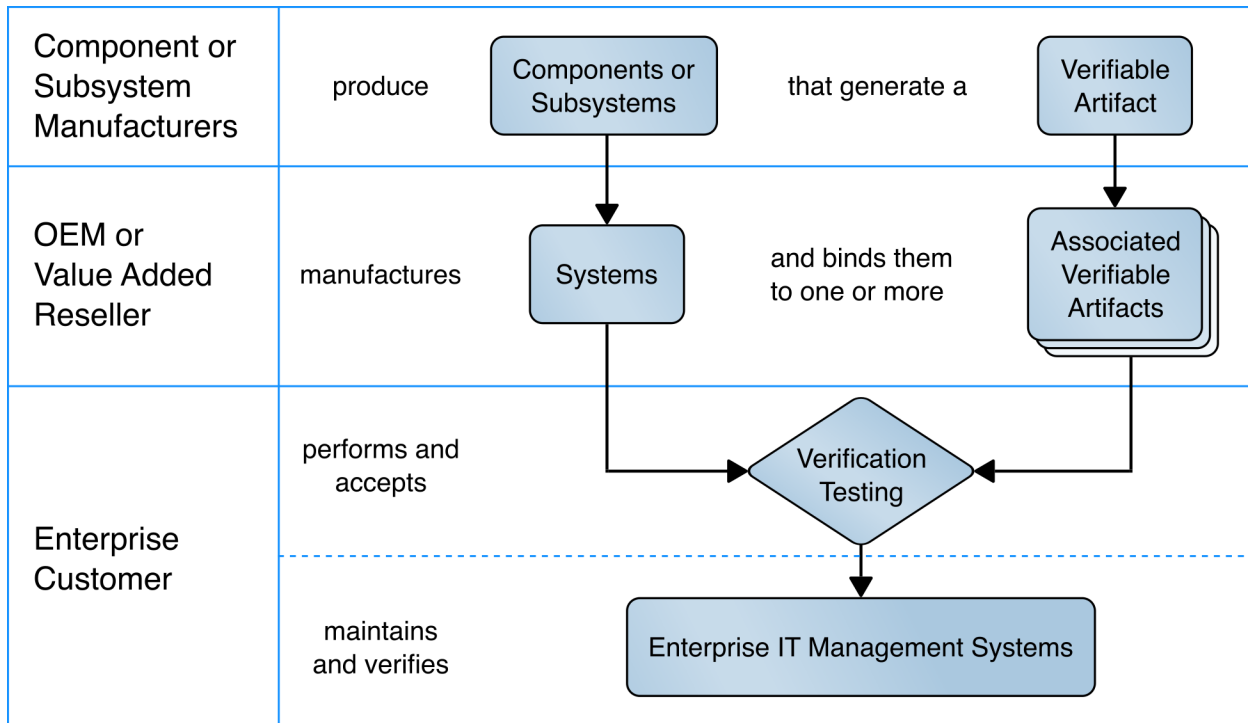 Component or
Subsystem
Manufacturers
produce
Components or
Subsystems
that generate a
Verifiable
Artifact
OEM or
Value Added
Reseller
manufactures
Systems
and binds them
to one or more
Associated
Verifiable
Artifacts
Enterprise
Customer
performs and
accepts
Verification
Testing
maintains
and verifies
Enterprise IT Management Systems